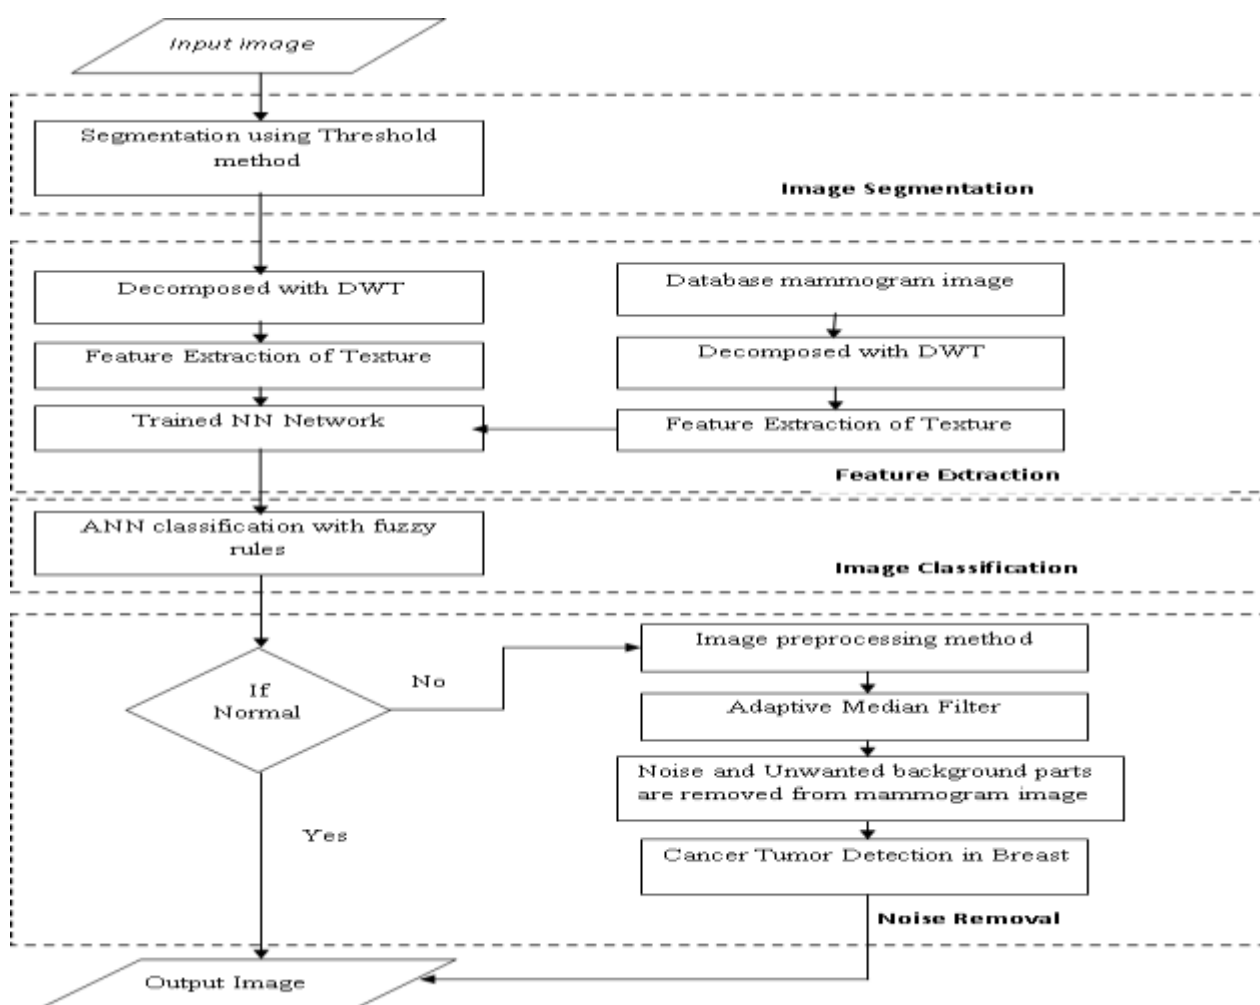 Input image
Segmentation using Threshold
method
Image Segmentation
Decomposed with DWT
Feature Extraction of Texture
Trained NN Network
Database mammogram image
Decomposed with DWT
Feature Extraction of Texture
Feature Extraction
ANN classification with fuzzy
rules
Image Classification
If
Normal
No
Yes
Image preprocessing method
Adaptive Median Filter
Noise and Unwanted background parts
are removed from mammogram image
Cancer Tumor Detection in Breast
Noise Removal
Output Image